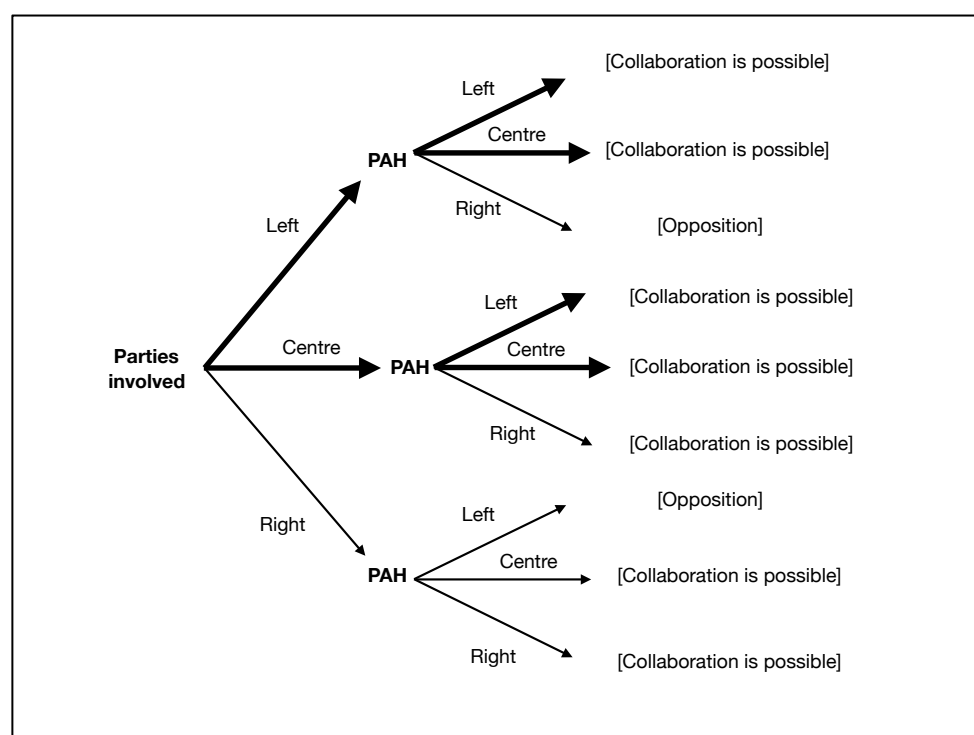 [Collaboration is possible]
Left
Centre
[Collaboration is possible]
PAH
Right
[Opposition]
Left
[Collaboration is possible]
Left
Centre
Centre
Parties
involved
PAH
[Collaboration is possible]
Right
[Collaboration is possible]
[Opposition]
Left
Right
Centre
PAH
[Collaboration is possible]
Right
[Collaboration is possible]